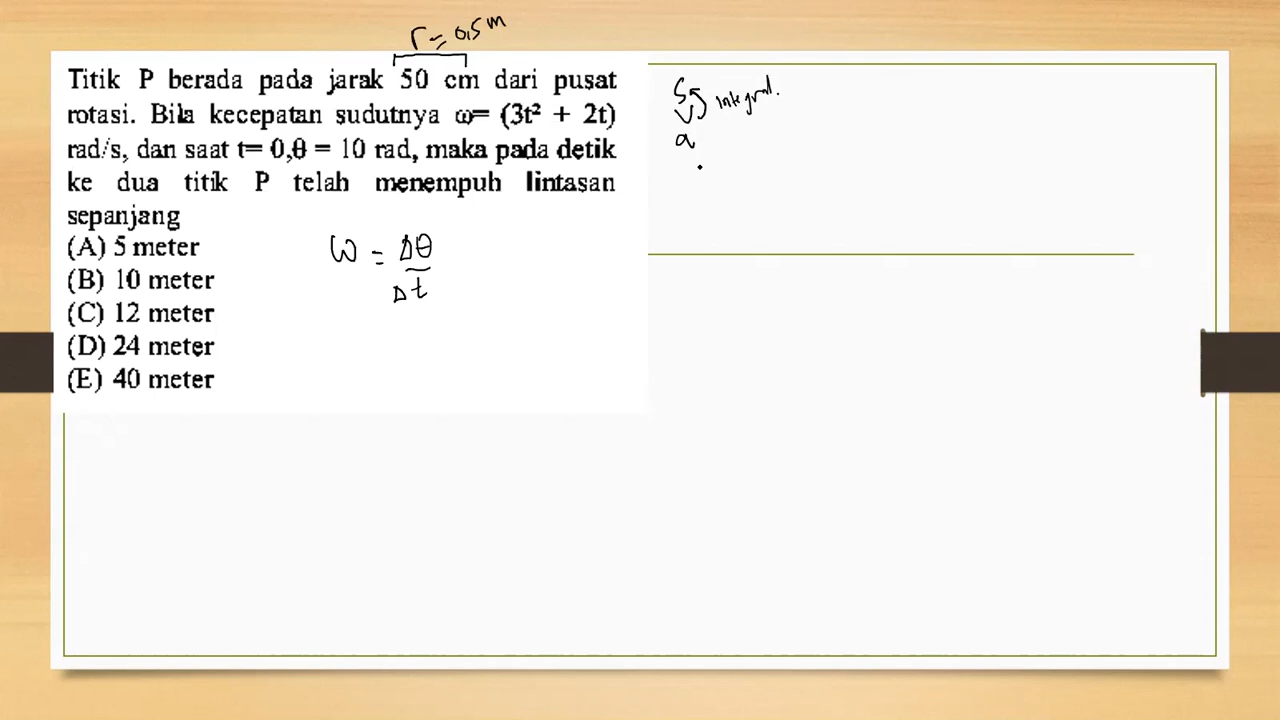 r = 0,5 m
Titik P berada pada jarak 50 cm dari pusat
rotasi. Bila kecepatan sudutnya ω= (3t² + 2t)
rad/s, dan saat t= 0,θ = 10 rad, maka pada detik
ke dua titik P telah menempuh lintasan
sepanjang
(A) 5 meter
(B) 10 meter
(C) 12 meter
(D) 24 meter
(E) 40 meter
ω = Δθ
Δt
S
V integral.
a